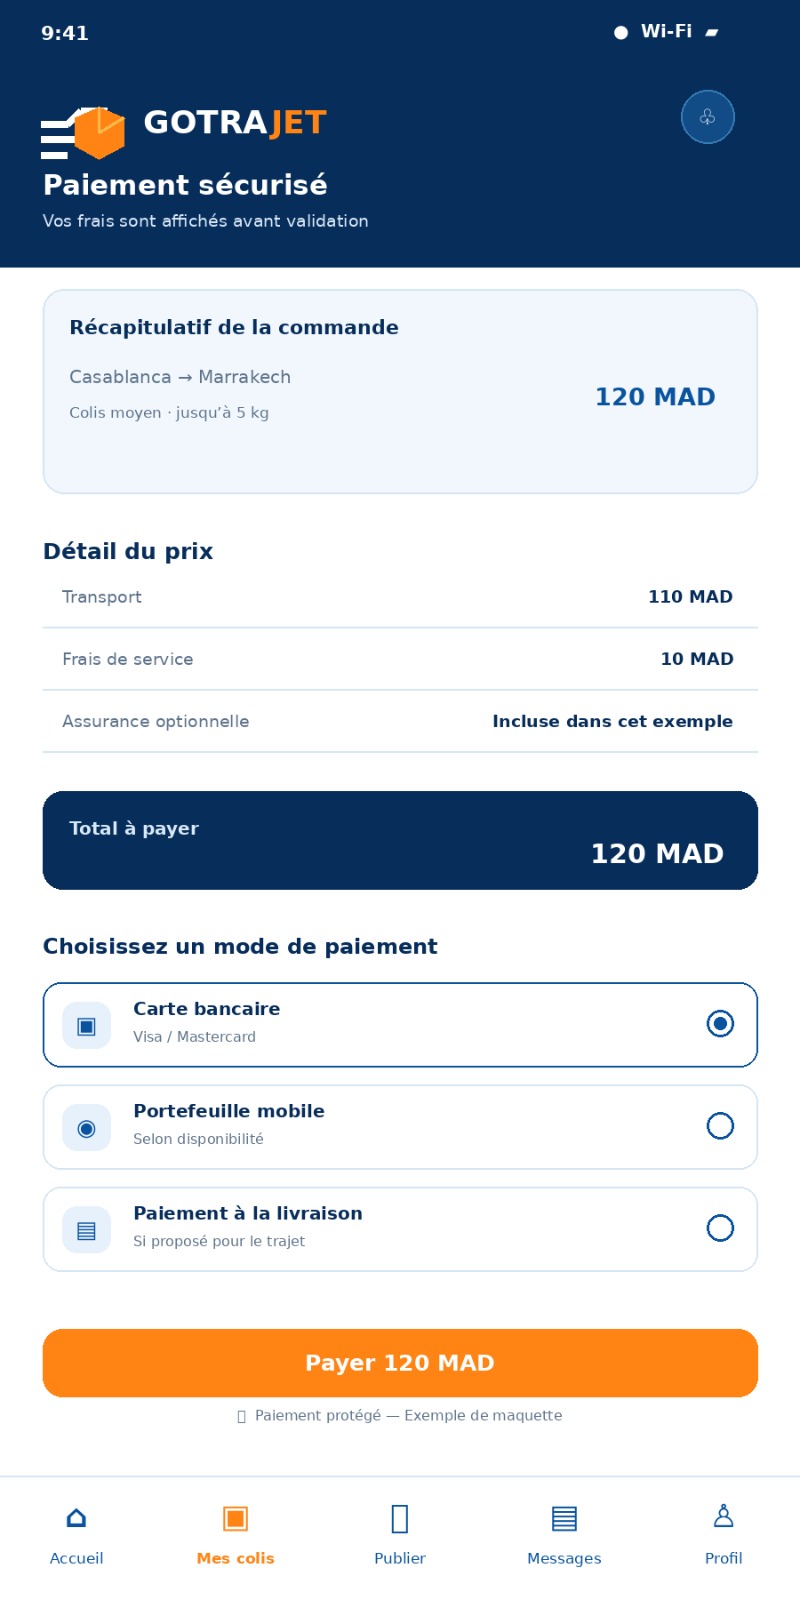 9:41
Wi-Fi
GOTRAJET
Paiement sécurisé
Vos frais sont affichés avant validation
Récapitulatif de la commande
Casablanca → Marrakech
120 MAD
Colis moyen · jusqu’à 5 kg
Détail du prix
Transport 110 MAD
Frais de service 10 MAD
Assurance optionnelle Incluse dans cet exemple
Total à payer
120 MAD
Choisissez un mode de paiement
Carte bancaire
Visa / Mastercard
Portefeuille mobile
Selon disponibilité
Paiement à la livraison
Si proposé pour le trajet
Payer 120 MAD
Paiement protégé — Exemple de maquette
Accueil Mes colis Publier Messages Profil